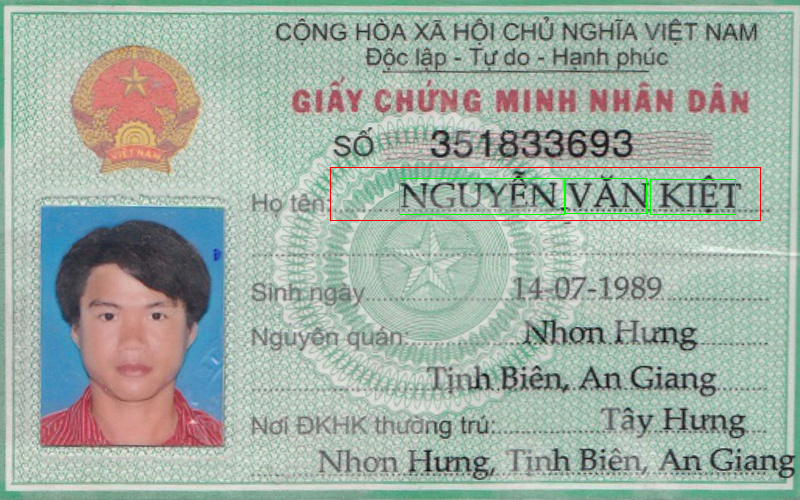 CỘNG HÒA XÃ HỘI CHỦ NGHĨA VIỆT NAM
Độc lập - Tự do - Hạnh phúc
GIẤY CHỨNG MINH NHÂN DÂN
VIỆT NAM
SỐ 351833693
Họ tên: NGUYỄN VĂN KIỆT
Sinh ngày 14-07-1989
Nguyên quán: Nhơn Hưng
Tịnh Biên, An Giang
Nơi ĐKHK thường trú: Tây Hưng
Nhơn Hưng, Tịnh Biên, An Giang